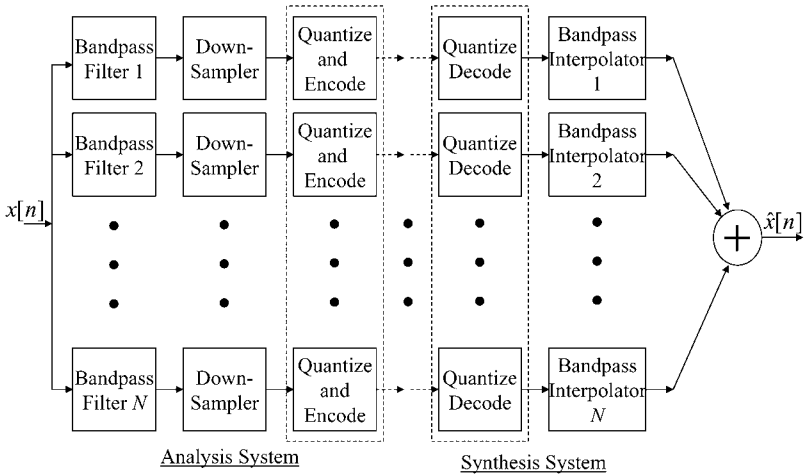 Bandpass
Filter 1
Down-
Sampler
Quantize
and
Encode
Quantize
Decode
Bandpass
Interpolator
1
Bandpass
Filter 2
Down-
Sampler
Quantize
and
Encode
Quantize
Decode
Bandpass
Interpolator
2
x[n]
+
x̂[n]
Bandpass
Filter N
Down-
Sampler
Quantize
and
Encode
Quantize
Decode
Bandpass
Interpolator
N
Analysis System
Synthesis System